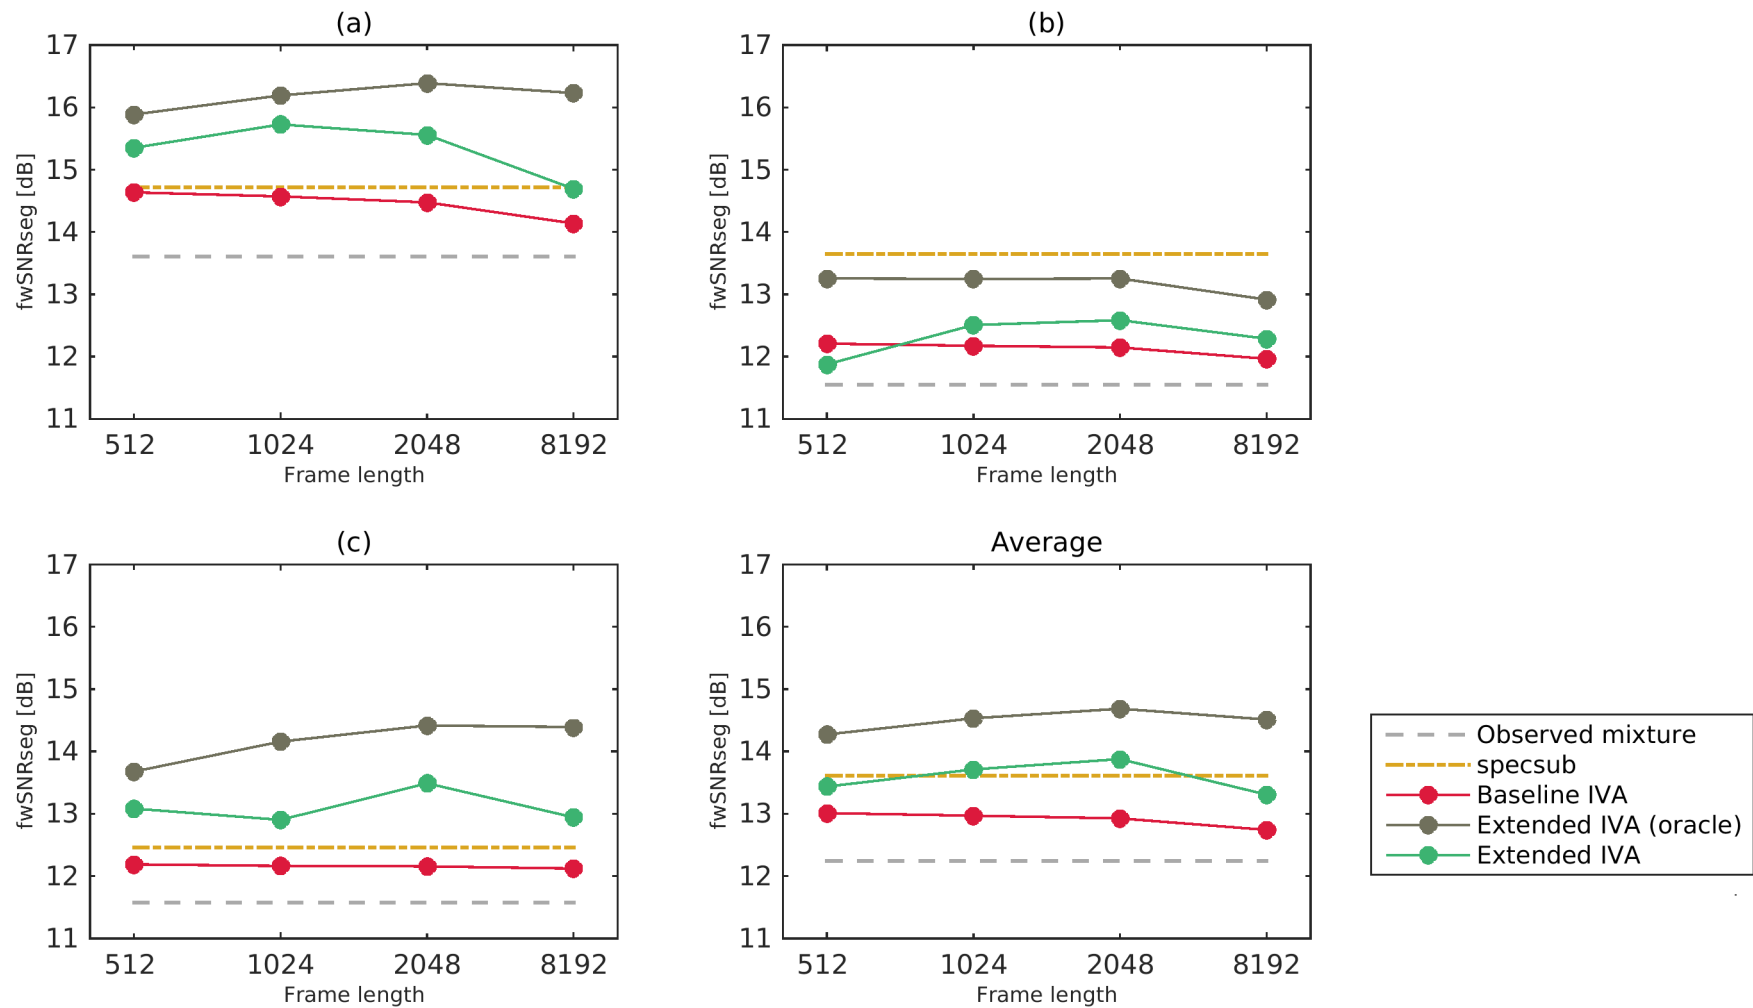 (a)
17
16
15
14
13
12
11
fwSNRseg [dB]
512 1024 2048 8192
Frame length
(b)
17
16
15
14
13
12
11
fwSNRseg [dB]
512 1024 2048 8192
Frame length
(c)
17
16
15
14
13
12
11
fwSNRseg [dB]
512 1024 2048 8192
Frame length
Average
17
16
15
14
13
12
11
fwSNRseg [dB]
512 1024 2048 8192
Frame length
Observed mixture
specsub
Baseline IVA
Extended IVA (oracle)
Extended IVA